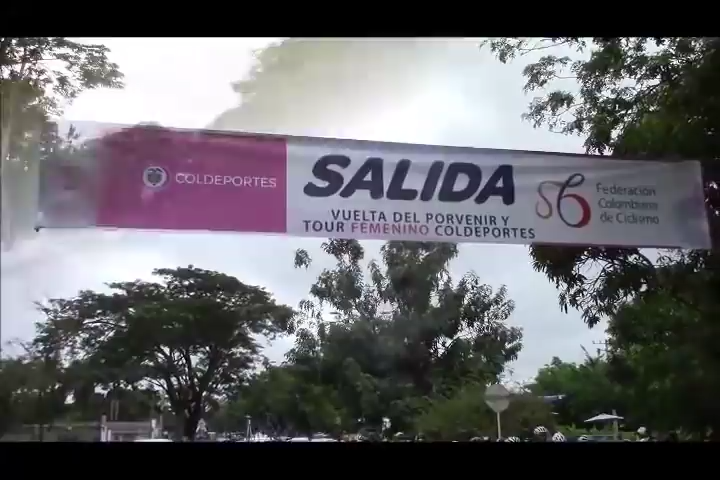 COLDEPORTES
SALIDA
VUELTA DEL PORVENIR Y
TOUR FEMENINO COLDEPORTES
Federación
Colombiana
de Ciclismo